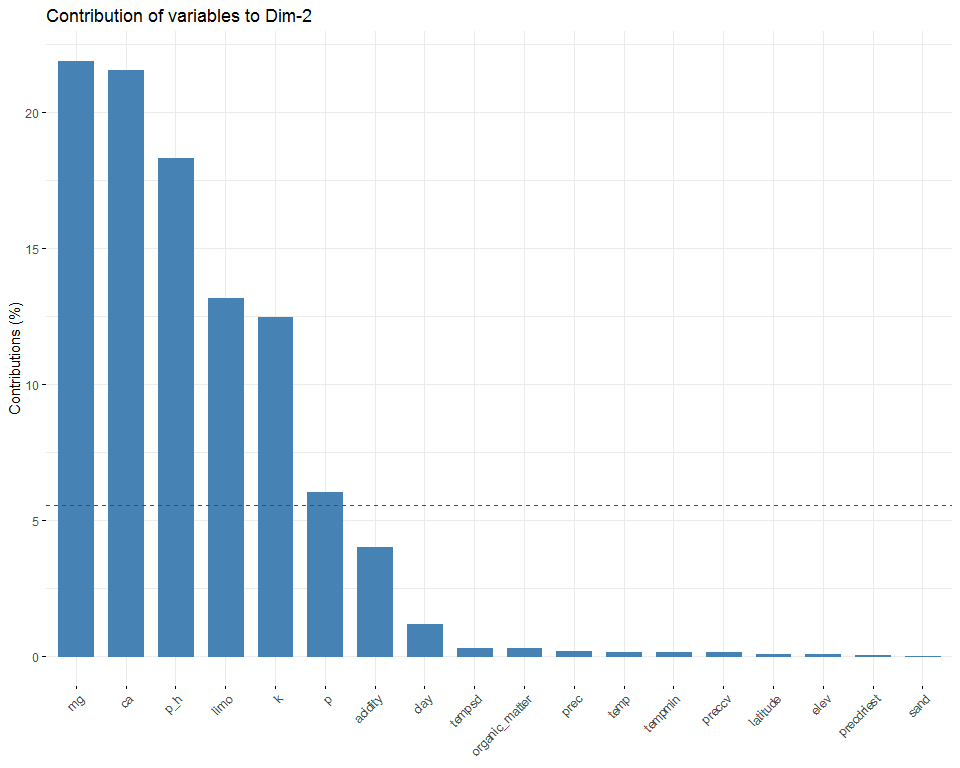 Contribution of variables to Dim-2
Contributions (%)
20
15
10
5
0
mg
ca
p_h
limo
k
p
acidity
clay
tempsd
organic_matter
prec
temp
tempmin
preccv
latitude
elev
precdriest
sand